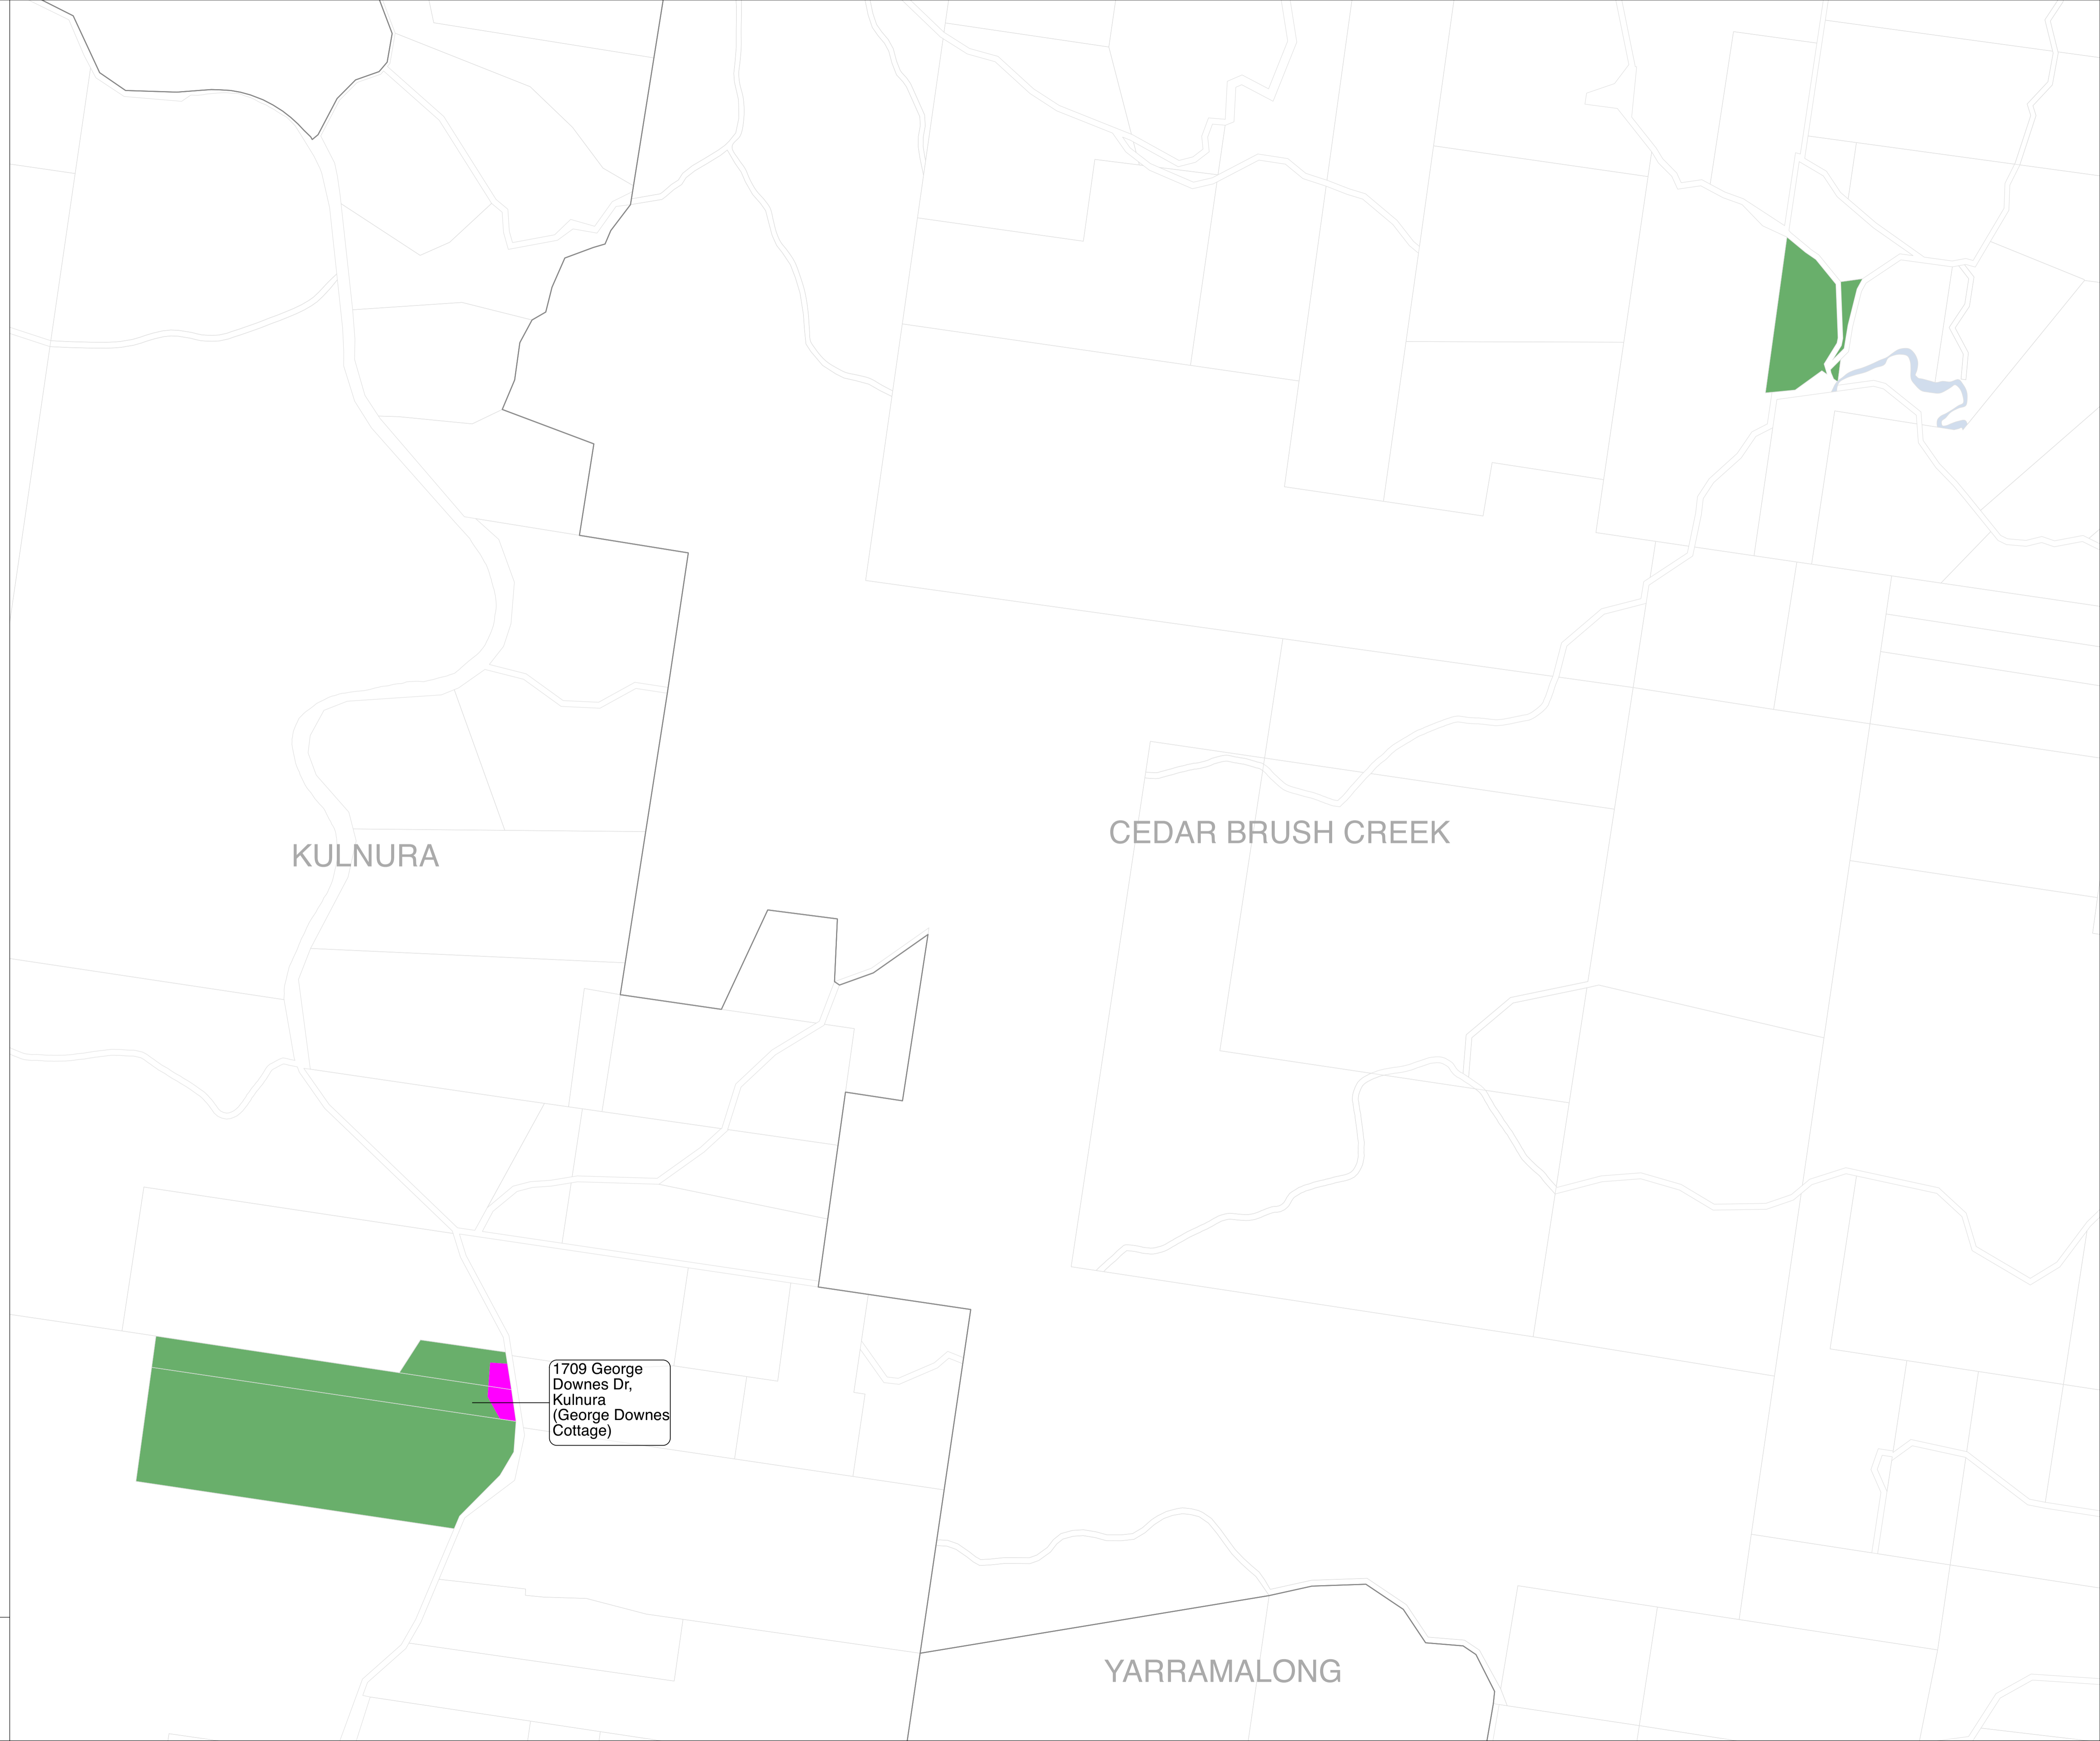 CEDAR BRUSH CREEK
KULNURA
1709 George
Downes Dr,
Kulnura
(George Downes
Cottage)
YARRAMALONG